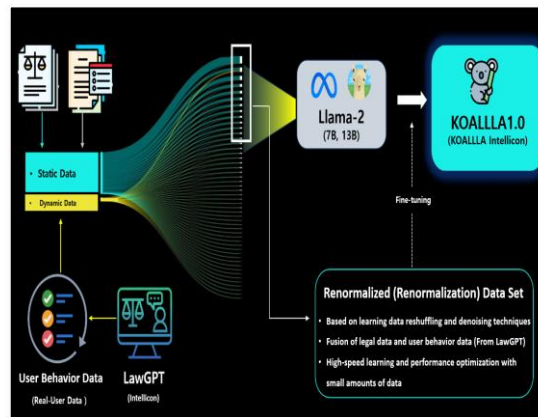 Static Data
Dynamic Data
User Behavior Data
(Real-User Data )
LawGPT
(Intellicon)
Llama-2
(7B, 13B)
KOALLLA1.0
(KOALLLA Intellicon)
Fine-tuning
Renormalized (Renormalization) Data Set
• Based on learning data reshuffling and denoising techniques
• Fusion of legal data and user behavior data (From LawGPT)
• High-speed learning and performance optimization with
small amounts of data